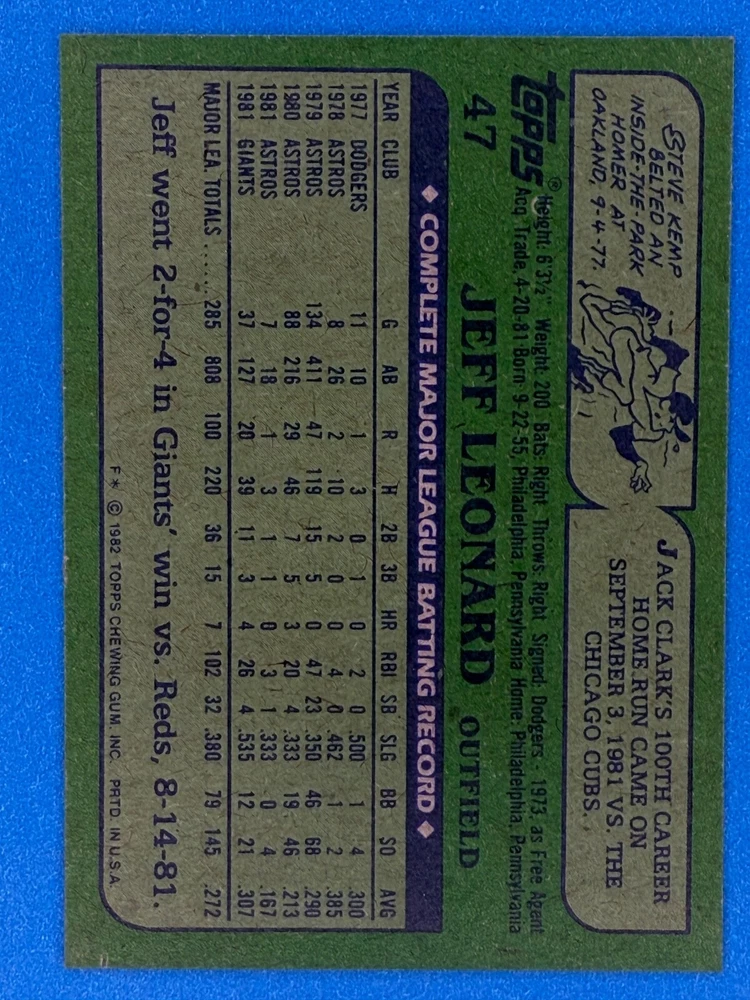 STEVE KEMP
BELTED AN
INSIDE-THE-PARK
HOMER AT
OAKLAND, 9-4-77.
JACK CLARK'S 100TH CAREER
HOME RUN CAME ON
SEPTEMBER 3, 1981 VS. THE
CHICAGO CUBS.
TOPPS®
Height: 6'3½" Weight: 200 Bats: Right Throws: Right Signed: Dodgers - 1973, as Free Agent
Acq: Trade, 4-20-81 Born: 9-22-55, Philadelphia, Pennsylvania Home: Philadelphia, Pennsylvania
47 JEFF LEONARD OUTFIELD
◆ COMPLETE MAJOR LEAGUE BATTING RECORD ◆
YEAR CLUB G AB R H 2B 3B HR RBI SB SLG BB SO AVG
1977 DODGERS 11 10 1 3 0 1 0 2 0 .500 1 4 .300
1978 ASTROS 8 26 2 10 2 0 0 4 0 .462 1 2 .385
1979 ASTROS 134 411 47 119 15 5 0 47 23 .350 46 68 .290
1980 ASTROS 88 216 29 46 7 5 3 20 4 .333 19 46 .213
1981 ASTROS 7 18 1 3 1 1 0 3 1 .333 0 4 .167
1981 GIANTS 37 127 20 39 11 3 4 26 4 .535 12 21 .307
MAJOR LEA. TOTALS ...... 285 808 100 220 36 15 7 102 32 .380 79 145 .272
Jeff went 2-for-4 in Giants' win vs. Reds, 8-14-81.
F* © 1982 TOPPS CHEWING GUM, INC. PRTD. IN U.S.A.